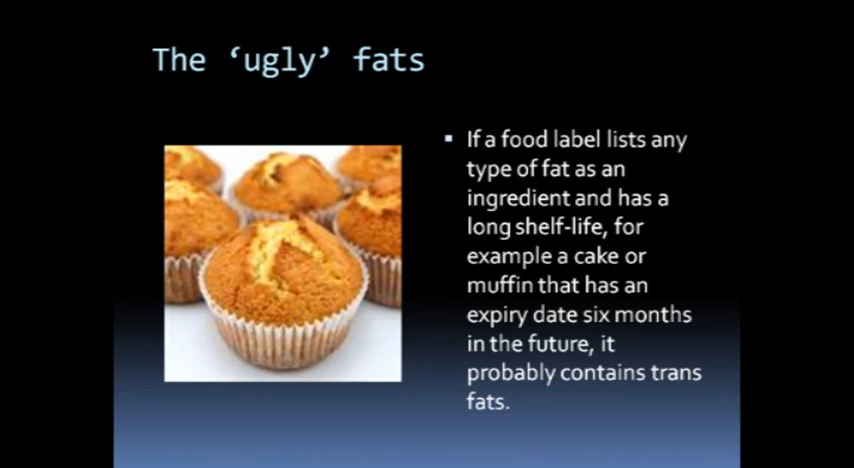 The ‘ugly’ fats
If a food label lists any
type of fat as an
ingredient and has a
long shelf-life, for
example a cake or
muffin that has an
expiry date six months
in the future, it
probably contains trans
fats.